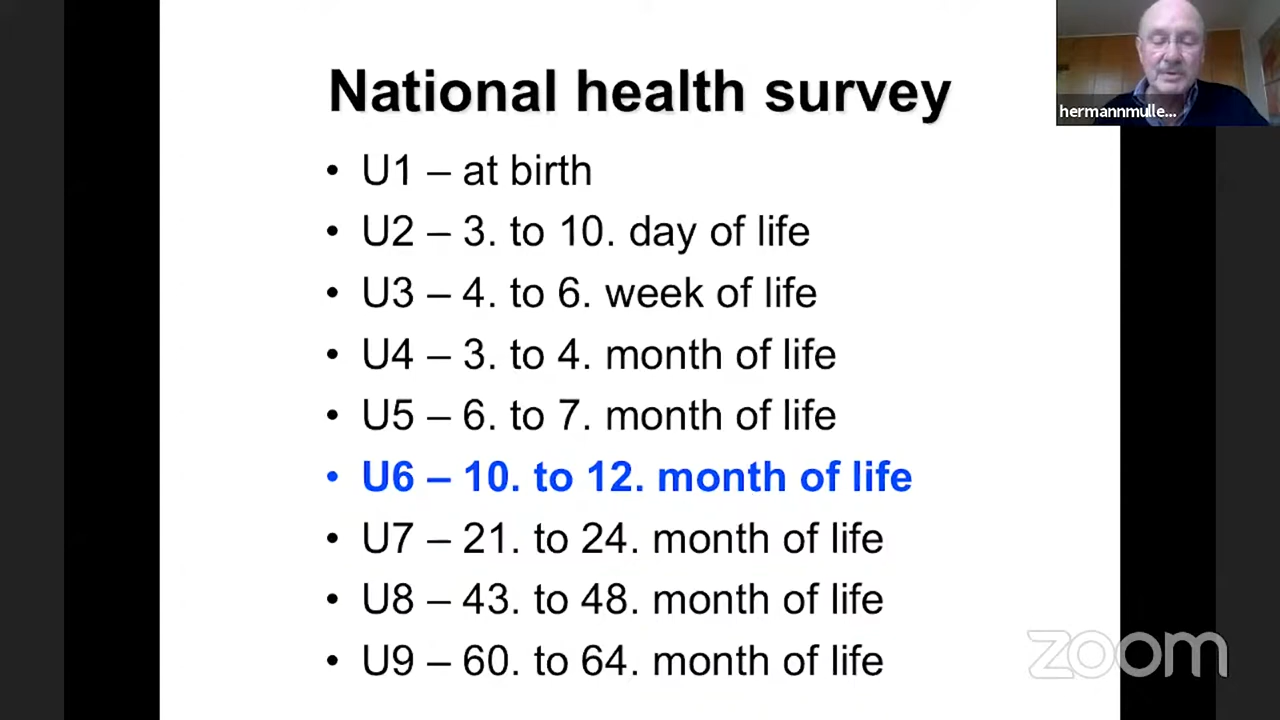 National health survey
hermannmulle...
• U1 – at birth
• U2 – 3. to 10. day of life
• U3 – 4. to 6. week of life
• U4 – 3. to 4. month of life
• U5 – 6. to 7. month of life
• U6 – 10. to 12. month of life
• U7 – 21. to 24. month of life
• U8 – 43. to 48. month of life
• U9 – 60. to 64. month of life
zoom